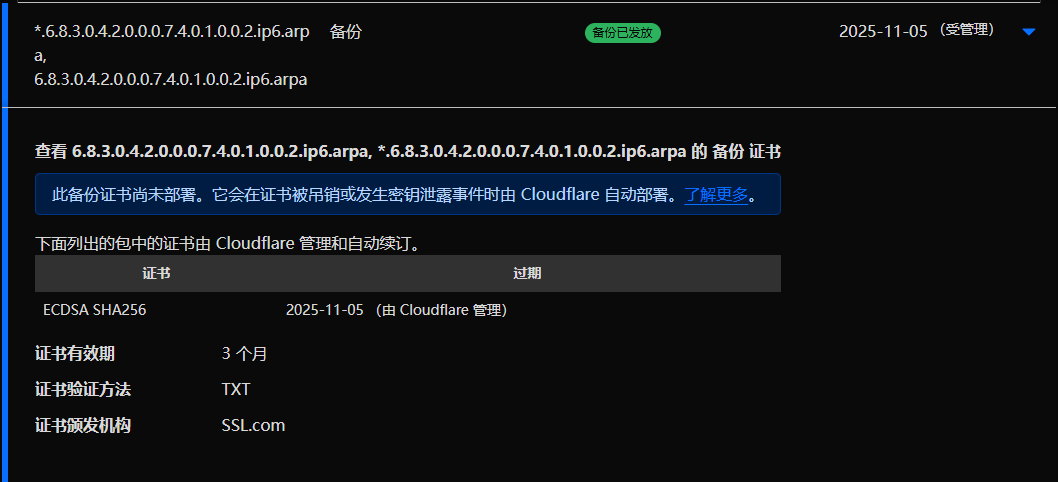 *.6.8.3.0.4.2.0.0.0.7.4.0.1.0.0.2.ip6.arp 备份 备份已发放 2025-11-05 （受管理）
a,
6.8.3.0.4.2.0.0.0.7.4.0.1.0.0.2.ip6.arpa
查看 6.8.3.0.4.2.0.0.0.7.4.0.1.0.0.2.ip6.arpa, *.6.8.3.0.4.2.0.0.0.7.4.0.1.0.0.2.ip6.arpa 的 备份 证书
此备份证书尚未部署。它会在证书被吊销或发生密钥泄露事件时由 Cloudflare 自动部署。了解更多。
下面列出的包中的证书由 Cloudflare 管理和自动续订。
证书 过期
ECDSA SHA256 2025-11-05 （由 Cloudflare 管理）
证书有效期 3 个月
证书验证方法 TXT
证书颁发机构 SSL.com